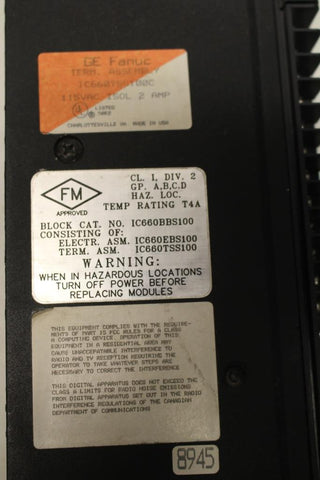 GE Fanuc
TERM. ASSEMBLY
IC660TSS100C
115VAC ISOL 2 AMP
UL LISTED
CHARLOTTESVILLE VA. MADE IN USA
FM
APPROVED
CL. I, DIV. 2
GP. A,B,C,D
HAZ. LOC.
TEMP RATING T4A
BLOCK CAT. NO. IC660BBS100
CONSISTING OF:
ELECTR. ASM. IC660EBS100
TERM. ASM. IC660TSS100
WARNING:
WHEN IN HAZARDOUS LOCATIONS
TURN OFF POWER BEFORE
REPLACING MODULES
THIS EQUIPMENT COMPLIES WITH THE REQUIRE-
MENTS OF PART 15 FCC RULES FOR A CLASS
A COMPUTING DEVICE. OPERATION OF THIS
EQUIPMENT IN A RESIDENTIAL AREA MAY
CAUSE UNACCEPTABLE INTERFERENCE TO
RADIO AND TV RECEPTION REQUIRING THE
OPERATOR TO TAKE WHATEVER STEPS ARE
NECESSARY TO CORRECT THE INTERFERENCE
THIS DIGITAL APPARATUS DOES NOT EXCEED THE
CLASS A LIMITS FOR RADIO NOISE EMISSIONS
FROM DIGITAL APPARATUS SET OUT IN THE RADIO
INTERFERENCE REGULATIONS OF THE CANADIAN
DEPARTMENT OF COMMUNICATIONS
8945